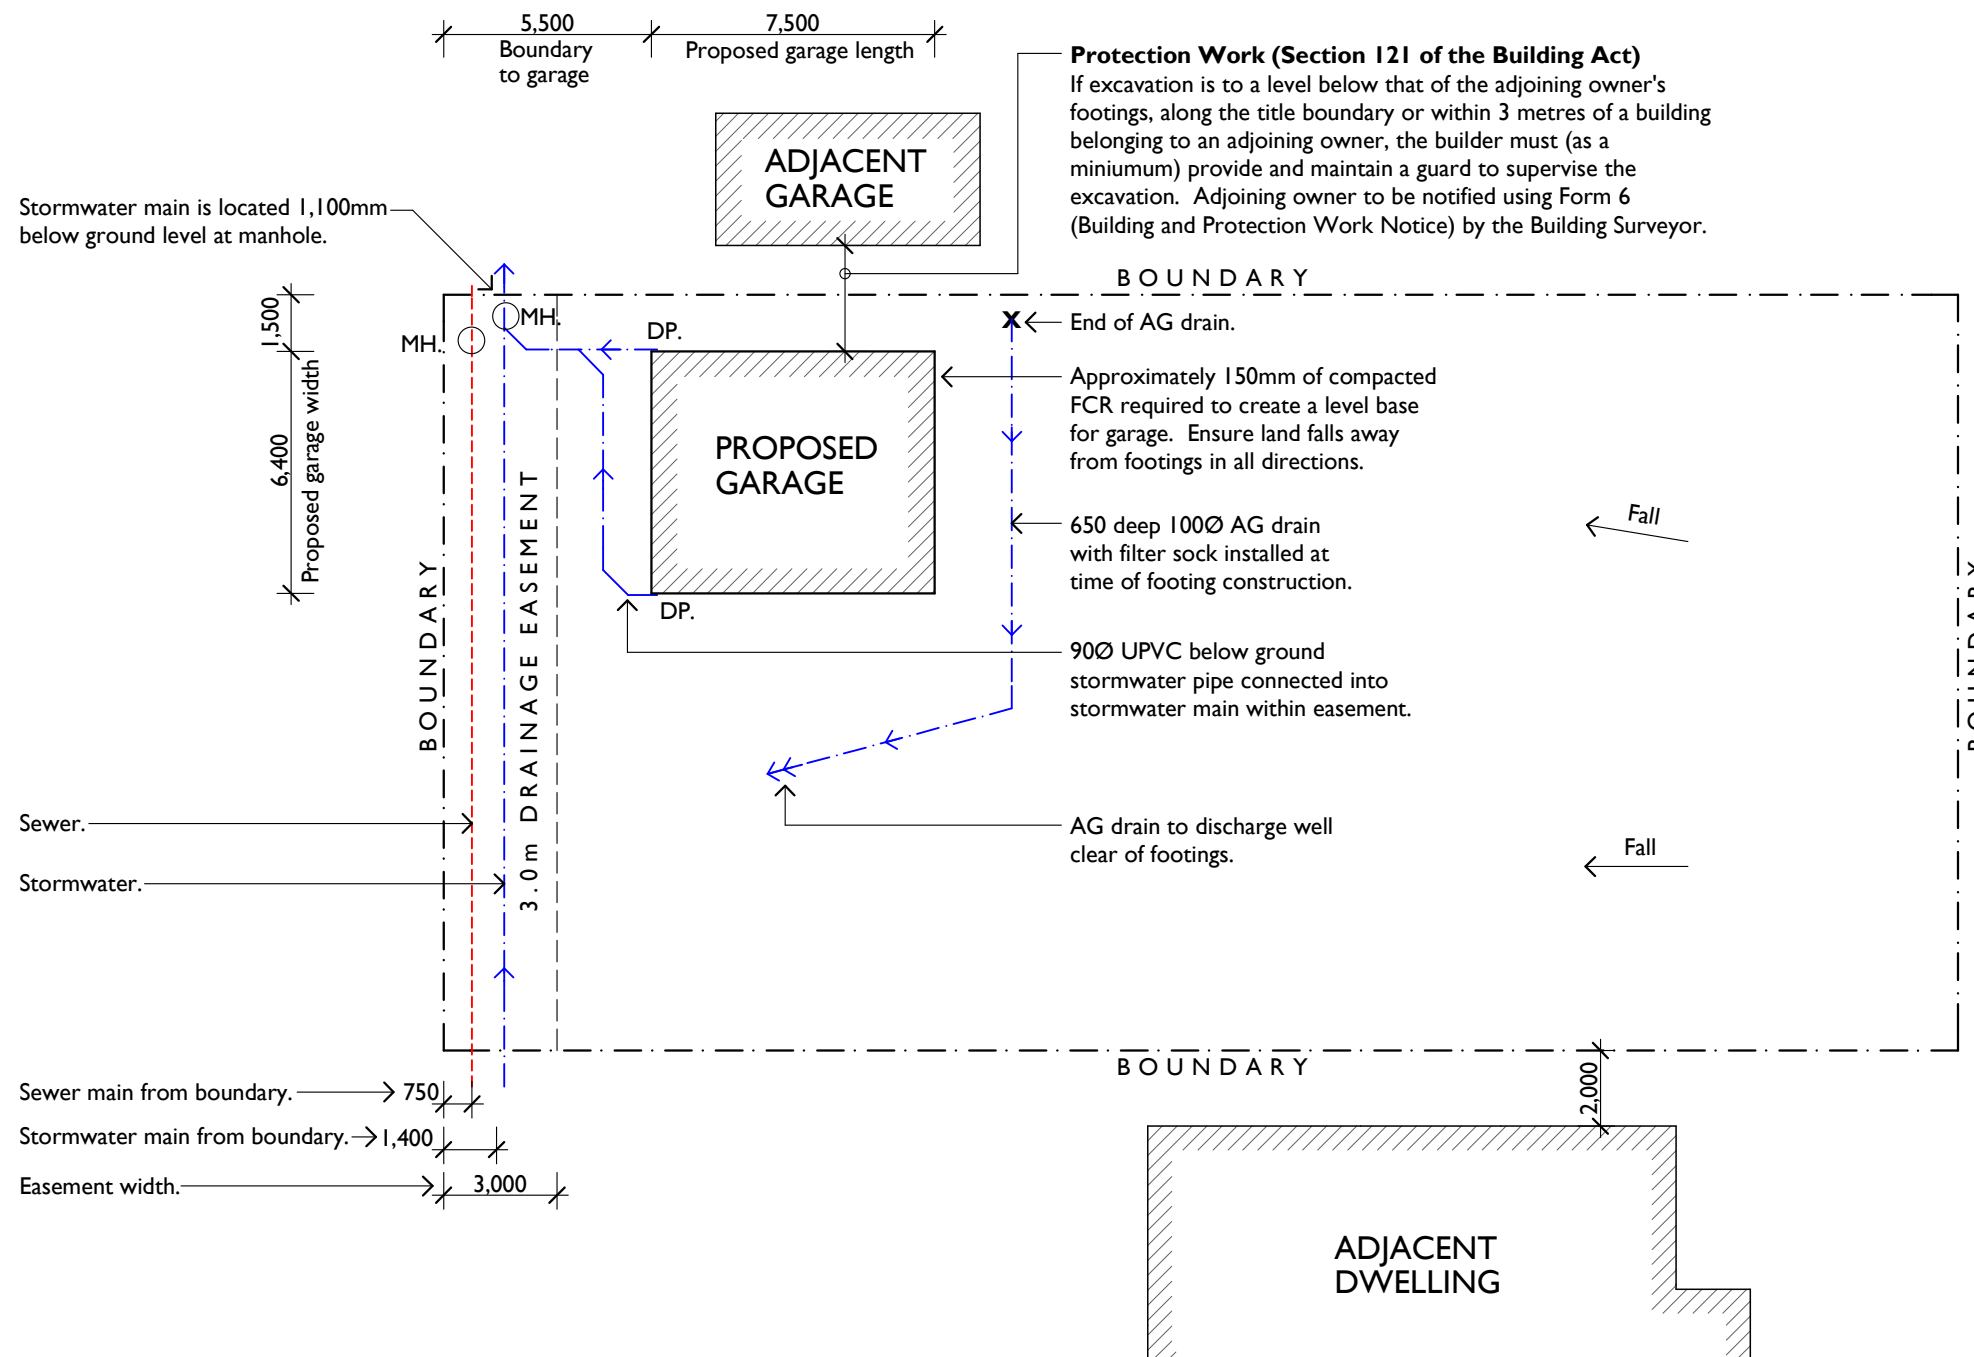 5,500
Boundary
to garage
7,500
Proposed garage length
Protection Work (Section 121 of the Building Act)
If excavation is to a level below that of the adjoining owner's
footings, along the title boundary or within 3 metres of a building
belonging to an adjoining owner, the builder must (as a
miniumum) provide and maintain a guard to supervise the
excavation. Adjoining owner to be notified using Form 6
(Building and Protection Work Notice) by the Building Surveyor.
ADJACENT
GARAGE
Stormwater main is located 1,100mm
below ground level at manhole.
BOUNDARY
1,500
MH.
MH.
DP.
X
End of AG drain.
6,400
Proposed garage width
Approximately 150mm of compacted
FCR required to create a level base
for garage. Ensure land falls away
from footings in all directions.
PROPOSED
GARAGE
650 deep 100Ø AG drain
with filter sock installed at
time of footing construction.
Fall
BOUNDARY
3.0m DRAINAGE EASEMENT
DP.
BOUNDARY
90Ø UPVC below ground
stormwater pipe connected into
stormwater main within easement.
Sewer.
AG drain to discharge well
clear of footings.
Fall
Stormwater.
BOUNDARY
2,000
Sewer main from boundary.
750
Stormwater main from boundary.
1,400
Easement width.
3,000
ADJACENT
DWELLING